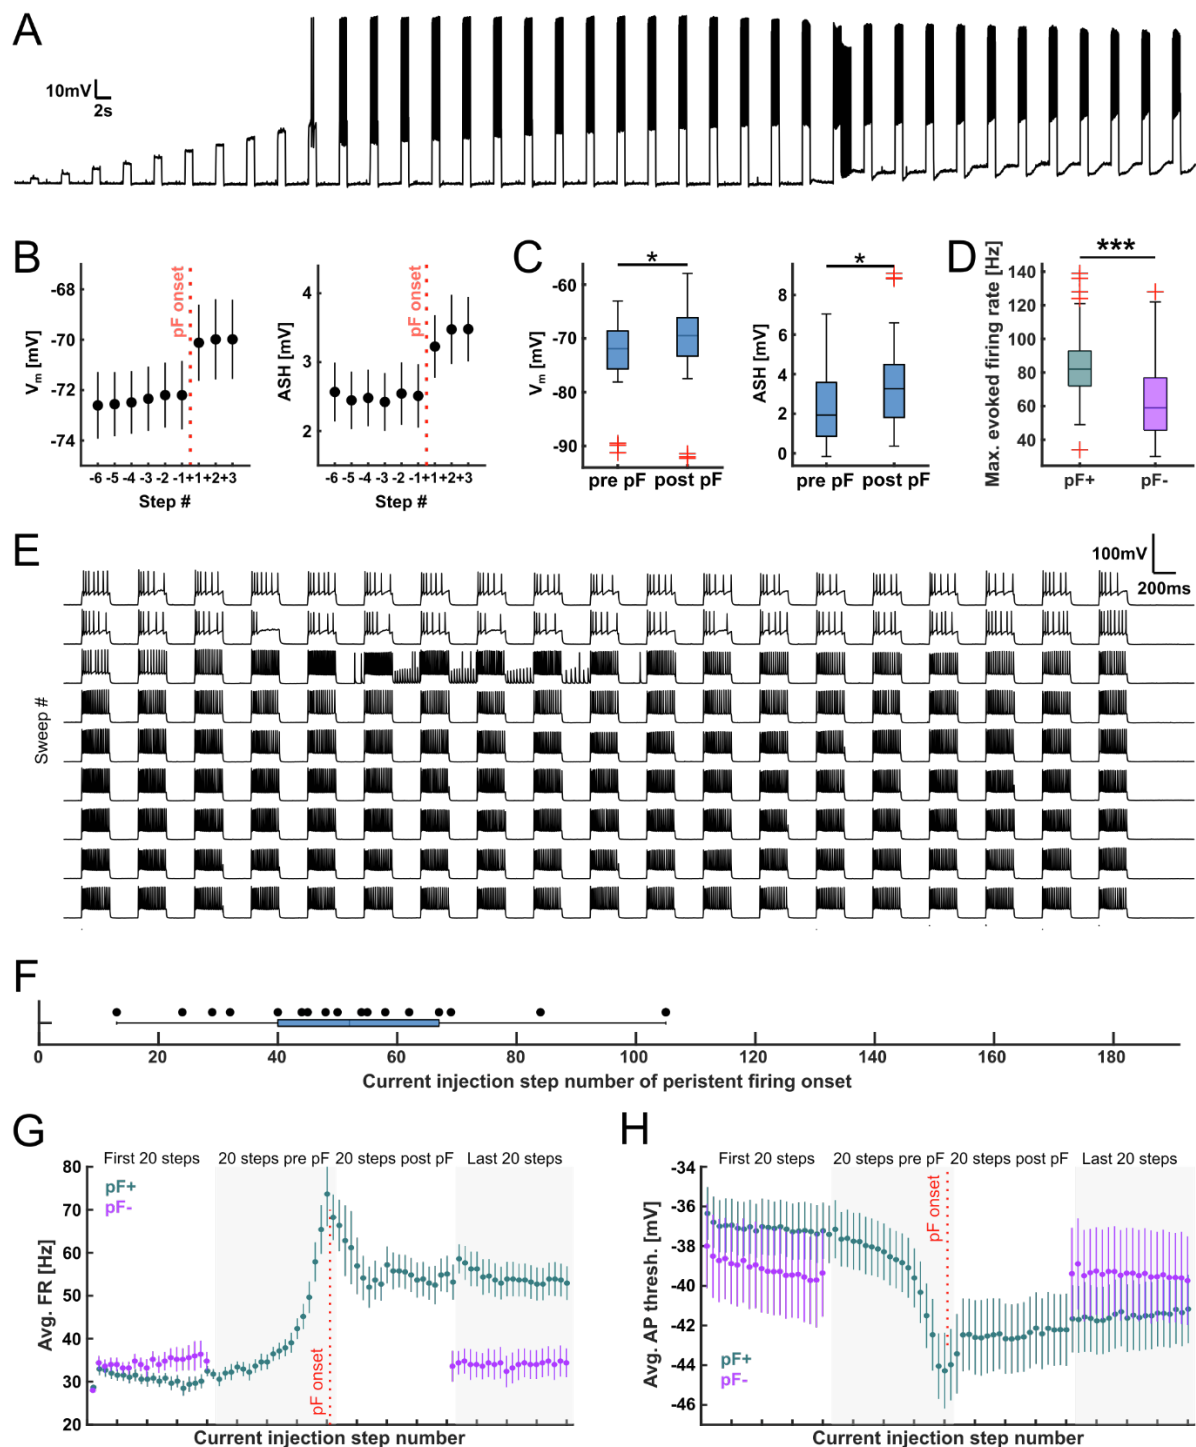 A
10mV
2s
B
-68
-70
-72
-74
Vm [mV]
pF onset
-6 -5 -4 -3 -2 -1 +1 +2 +3
Step #
4
3
2
ASH [mV]
pF onset
-6 -5 -4 -3 -2 -1 +1 +2 +3
Step #
C
*
-60
-70
-80
-90
Vm [mV]
pre pF post pF
*
8
6
4
2
0
ASH [mV]
pre pF post pF
D
***
140
120
100
80
60
40
Max. evoked firing rate [Hz]
pF+ pF-
E
100mV
200ms
Sweep #
F
0 20 40 60 80 100 120 140 160 180
Current injection step number of peristent firing onset
G
First 20 steps 20 steps pre pF 20 steps post pF Last 20 steps
80
70
60
50
40
30
20
Avg. FR [Hz]
pF+
pF-
pF onset
Current injection step number
H
First 20 steps 20 steps pre pF 20 steps post pF Last 20 steps
-34
-36
-38
-40
-42
-44
-46
Avg. AP thresh. [mV]
pF onset
pF+
pF-
Current injection step number